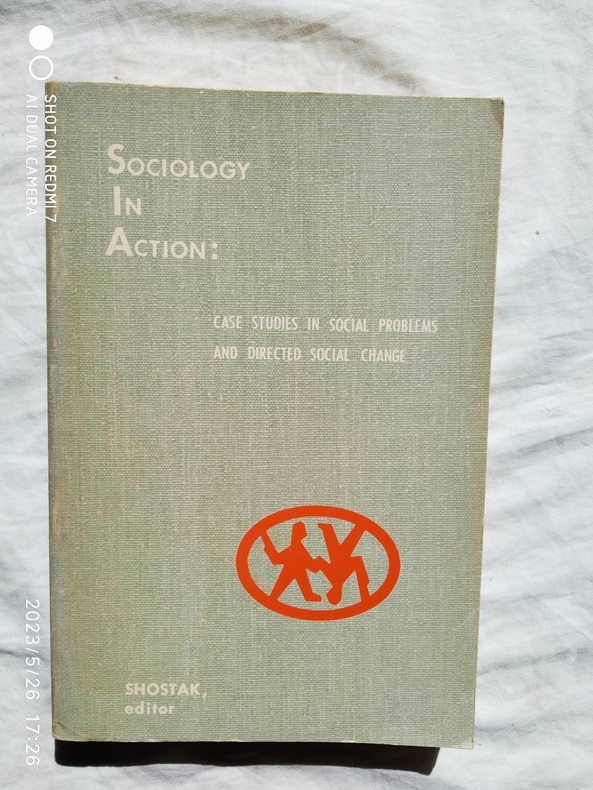 SOCIOLOGY
IN
ACTION:
CASE STUDIES IN SOCIAL PROBLEMS
AND DIRECTED SOCIAL CHANGE
SHOSTAK,
editor
SHOT ON REDMI 7
AI DUAL CAMERA
2023/5/26 17:26